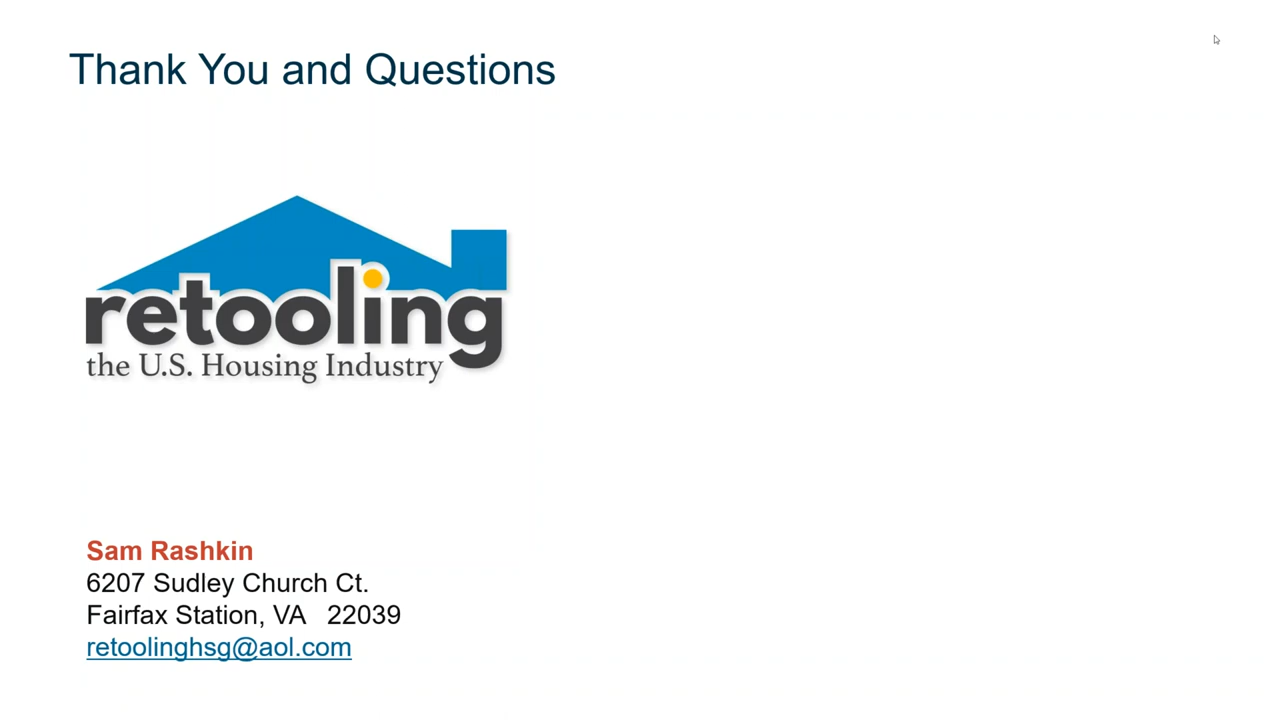 Thank You and Questions
retooling
the U.S. Housing Industry
Sam Rashkin
6207 Sudley Church Ct.
Fairfax Station, VA   22039
retoolinghsg@aol.com